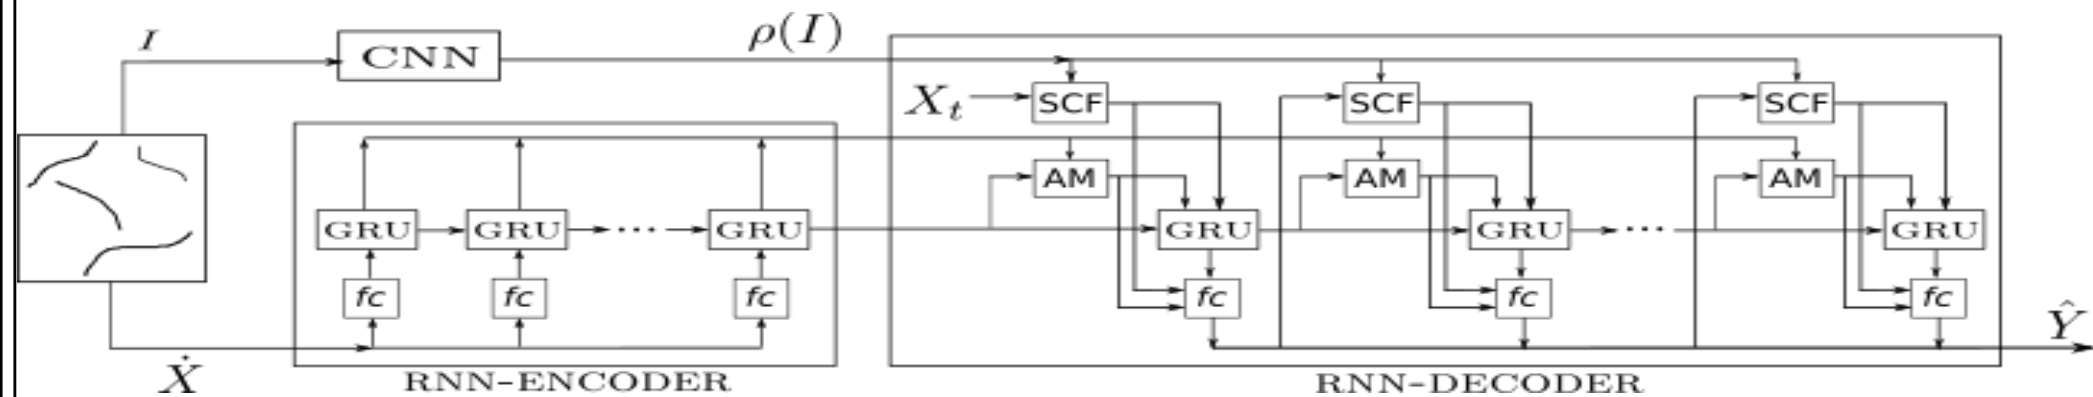 I CNN ρ(I)
X_t SCF SCF SCF
AM AM AM
GRU GRU ... GRU GRU GRU ... GRU
fc fc fc fc fc fc
Ẋ Ŷ
RNN-ENCODER RNN-DECODER